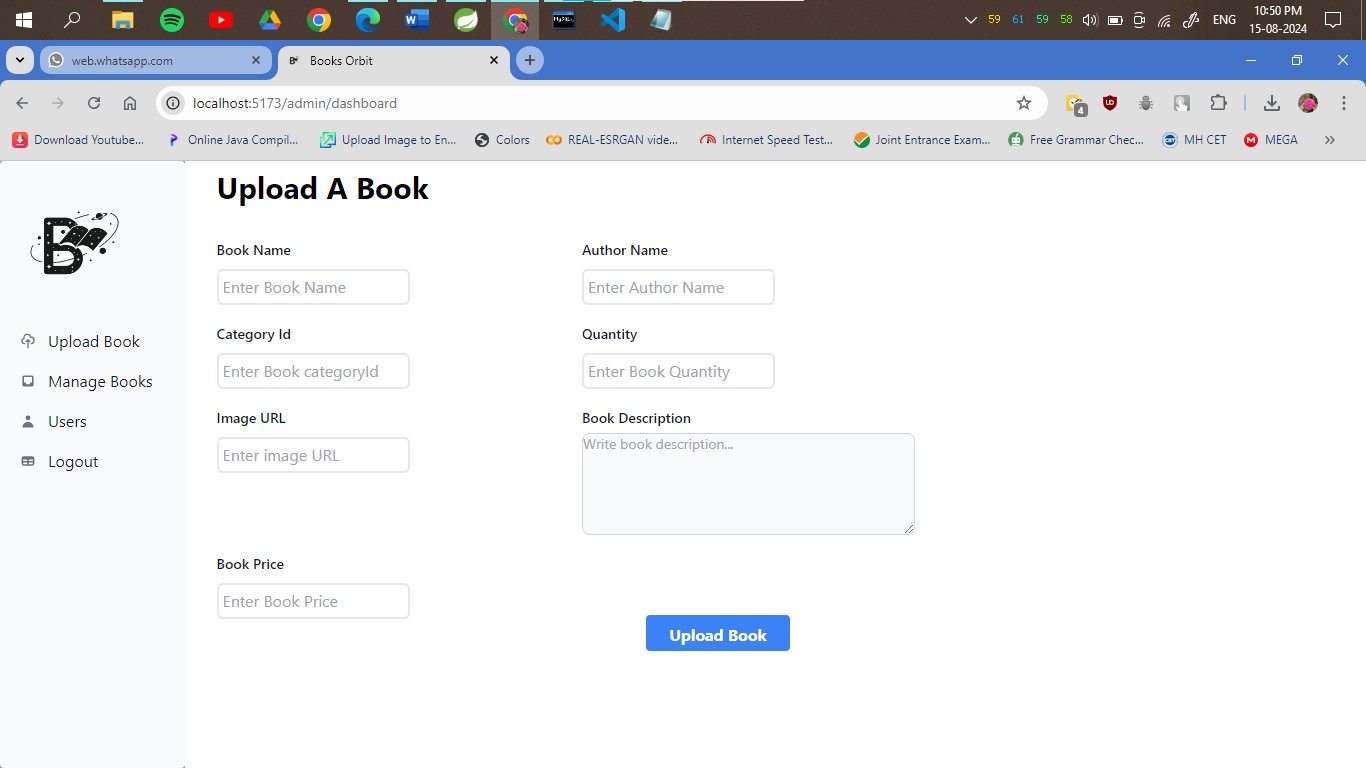 59 61 59 58 ENG 10:50 PM
15-08-2024
web.whatsapp.com Books Orbit
localhost:5173/admin/dashboard
4
Download Youtube... Online Java Compil... Upload Image to En... Colors REAL-ESRGAN vide... Internet Speed Test... Joint Entrance Exam... Free Grammar Chec... MH CET MEGA
Upload A Book
Book Name Author Name
Enter Book Name Enter Author Name
Category Id Quantity
Enter Book categoryId Enter Book Quantity
Image URL Book Description
Enter image URL Write book description...
Book Price
Enter Book Price
Upload Book
B
Upload Book
Manage Books
Users
Logout